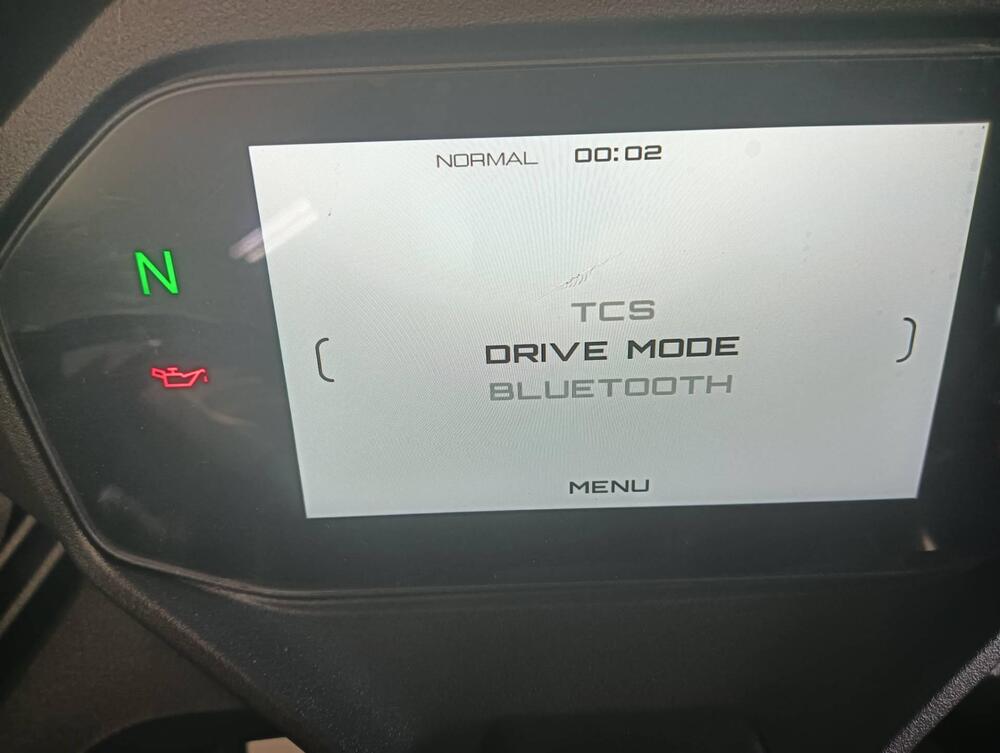 NORMAL 00:02
N
TCS
DRIVE MODE
BLUETOOTH
MENU